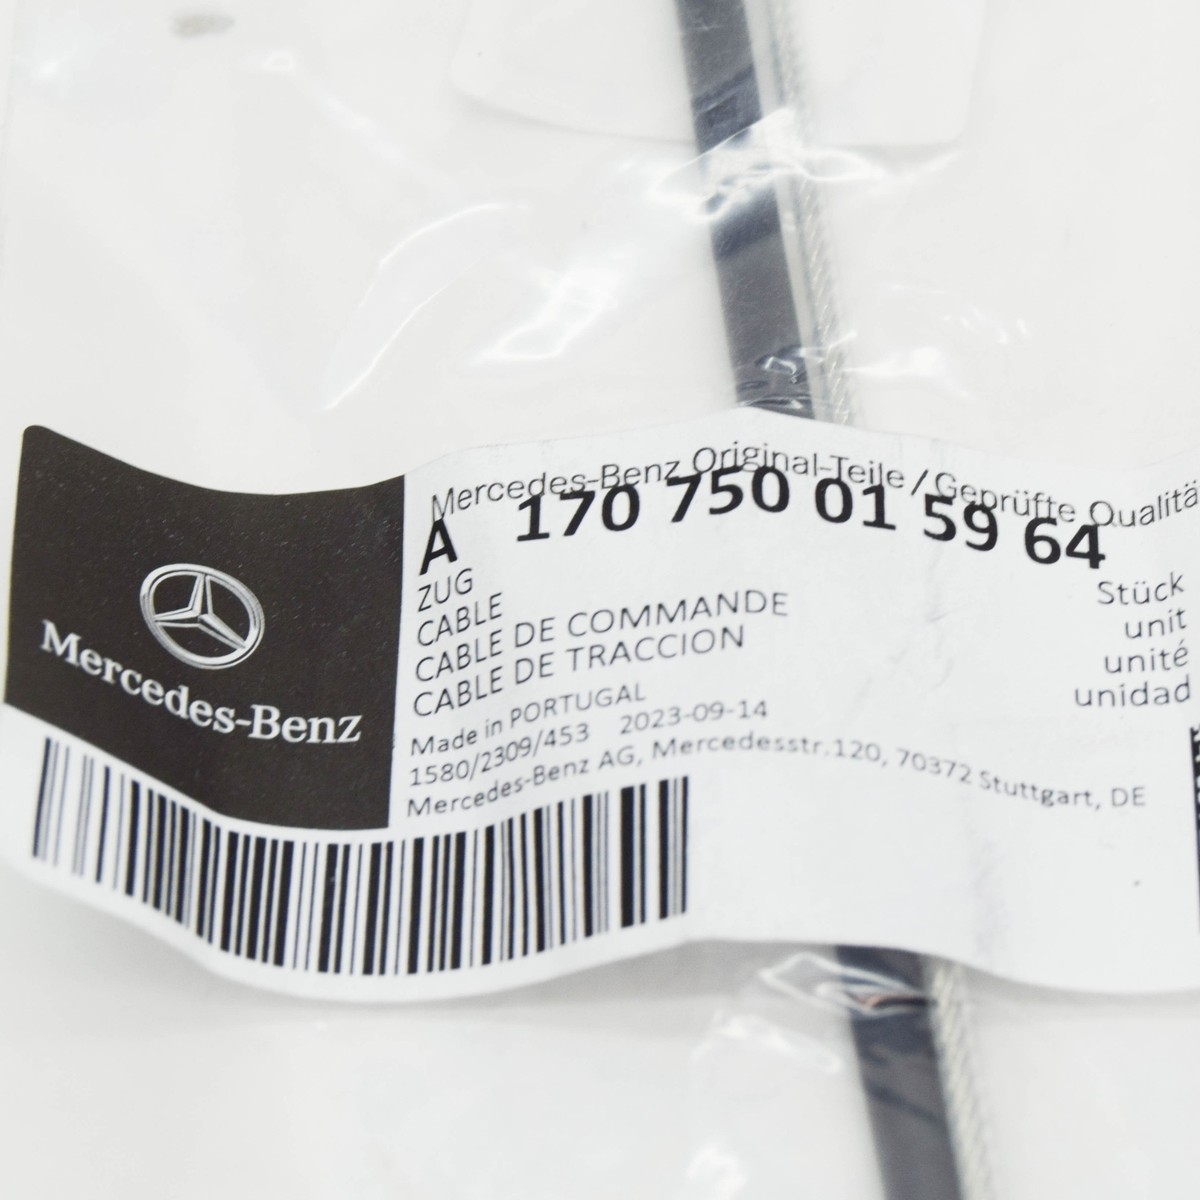 Mercedes-Benz
Mercedes-Benz Original-Teile / Geprüfte Qualitä
A 170 750 01 59 64
ZUG
CABLE
CABLE DE COMMANDE
CABLE DE TRACCION
Stück
unit
unité
unidad
Made in PORTUGAL
1580/2309/453 2023-09-14
Mercedes-Benz AG, Mercedesstr.120, 70372 Stuttgart, DE